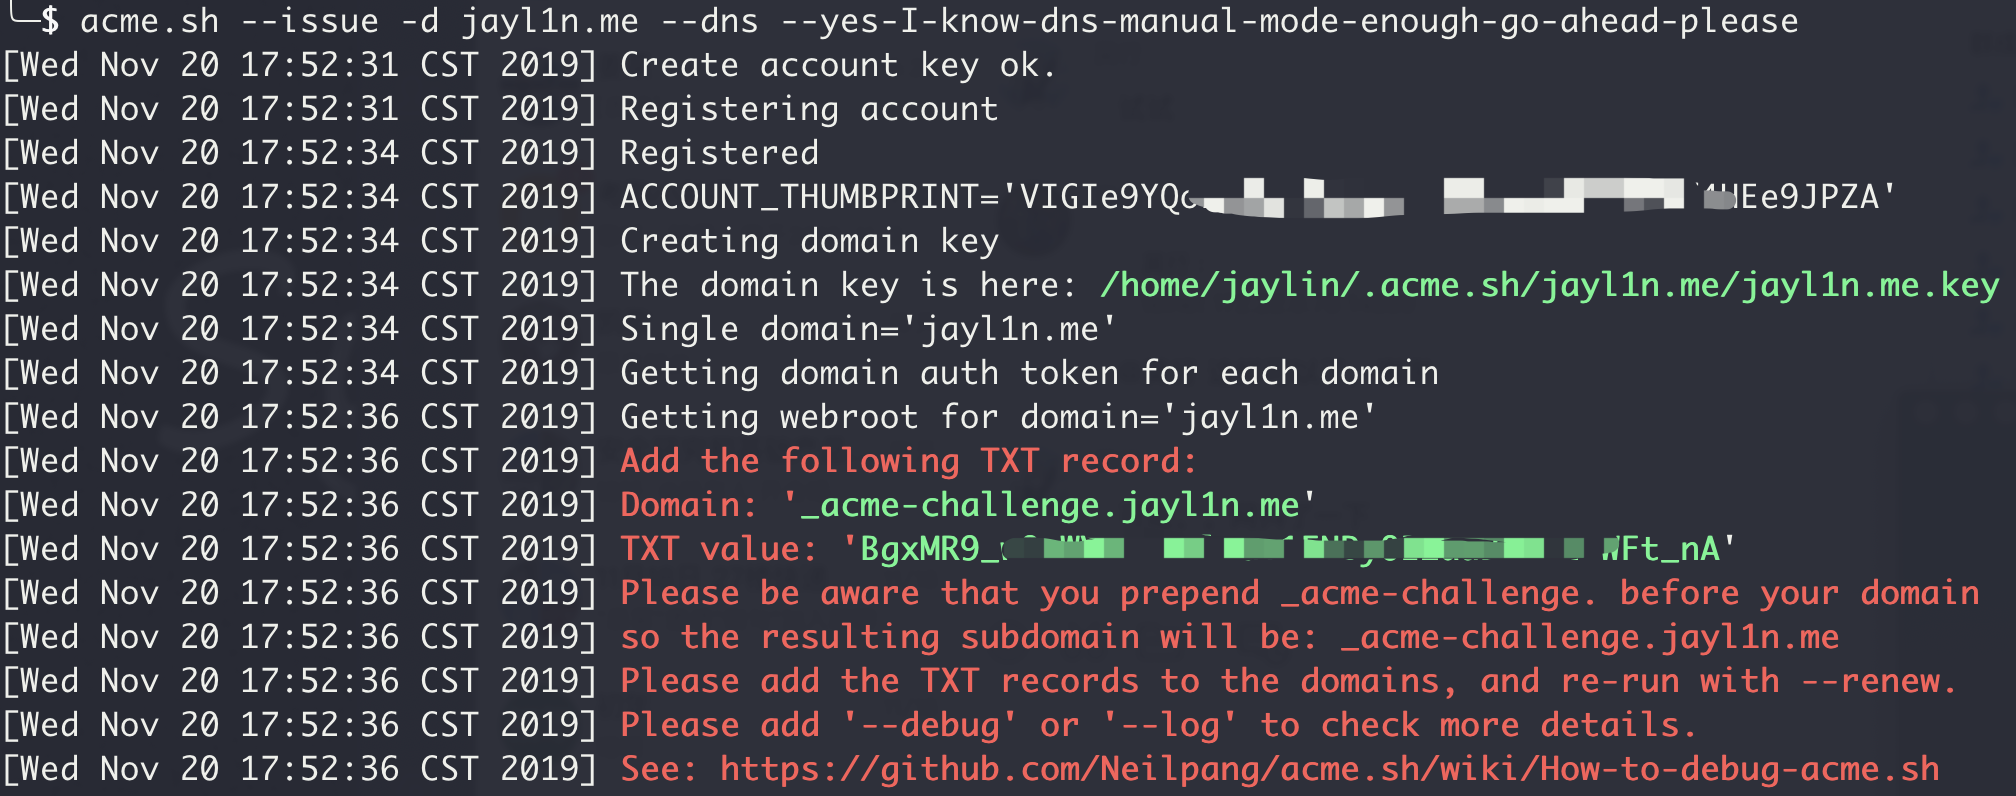 $ acme.sh --issue -d jayl1n.me --dns --yes-I-know-dns-manual-mode-enough-go-ahead-please
[Wed Nov 20 17:52:31 CST 2019] Create account key ok.
[Wed Nov 20 17:52:31 CST 2019] Registering account
[Wed Nov 20 17:52:34 CST 2019] Registered
[Wed Nov 20 17:52:34 CST 2019] ACCOUNT_THUMBPRINT='VIGIe9YQ HEe9JPZA'
[Wed Nov 20 17:52:34 CST 2019] Creating domain key
[Wed Nov 20 17:52:34 CST 2019] The domain key is here: /home/jaylin/.acme.sh/jayl1n.me/jayl1n.me.key
[Wed Nov 20 17:52:34 CST 2019] Single domain='jayl1n.me'
[Wed Nov 20 17:52:34 CST 2019] Getting domain auth token for each domain
[Wed Nov 20 17:52:36 CST 2019] Getting webroot for domain='jayl1n.me'
[Wed Nov 20 17:52:36 CST 2019] Add the following TXT record:
[Wed Nov 20 17:52:36 CST 2019] Domain: '_acme-challenge.jayl1n.me'
[Wed Nov 20 17:52:36 CST 2019] TXT value: 'BgxMR9_ Ft_nA'
[Wed Nov 20 17:52:36 CST 2019] Please be aware that you prepend _acme-challenge. before your domain
[Wed Nov 20 17:52:36 CST 2019] so the resulting subdomain will be: _acme-challenge.jayl1n.me
[Wed Nov 20 17:52:36 CST 2019] Please add the TXT records to the domains, and re-run with --renew.
[Wed Nov 20 17:52:36 CST 2019] Please add '--debug' or '--log' to check more details.
[Wed Nov 20 17:52:36 CST 2019] See: https://github.com/Neilpang/acme.sh/wiki/How-to-debug-acme.sh